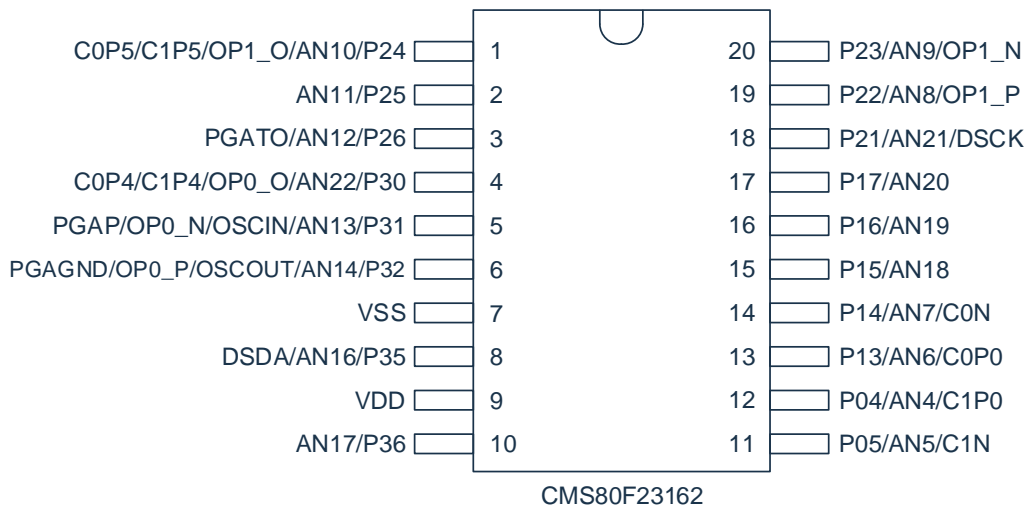 C0P5/C1P5/OP1_O/AN10/P24 1 20 P23/AN9/OP1_N
AN11/P25 2 19 P22/AN8/OP1_P
PGATO/AN12/P26 3 18 P21/AN21/DSCK
C0P4/C1P4/OP0_O/AN22/P30 4 17 P17/AN20
PGAP/OP0_N/OSCIN/AN13/P31 5 16 P16/AN19
PGAGND/OP0_P/OSCOUT/AN14/P32 6 15 P15/AN18
VSS 7 14 P14/AN7/C0N
DSDA/AN16/P35 8 13 P13/AN6/C0P0
VDD 9 12 P04/AN4/C1P0
AN17/P36 10 11 P05/AN5/C1N
CMS80F23162